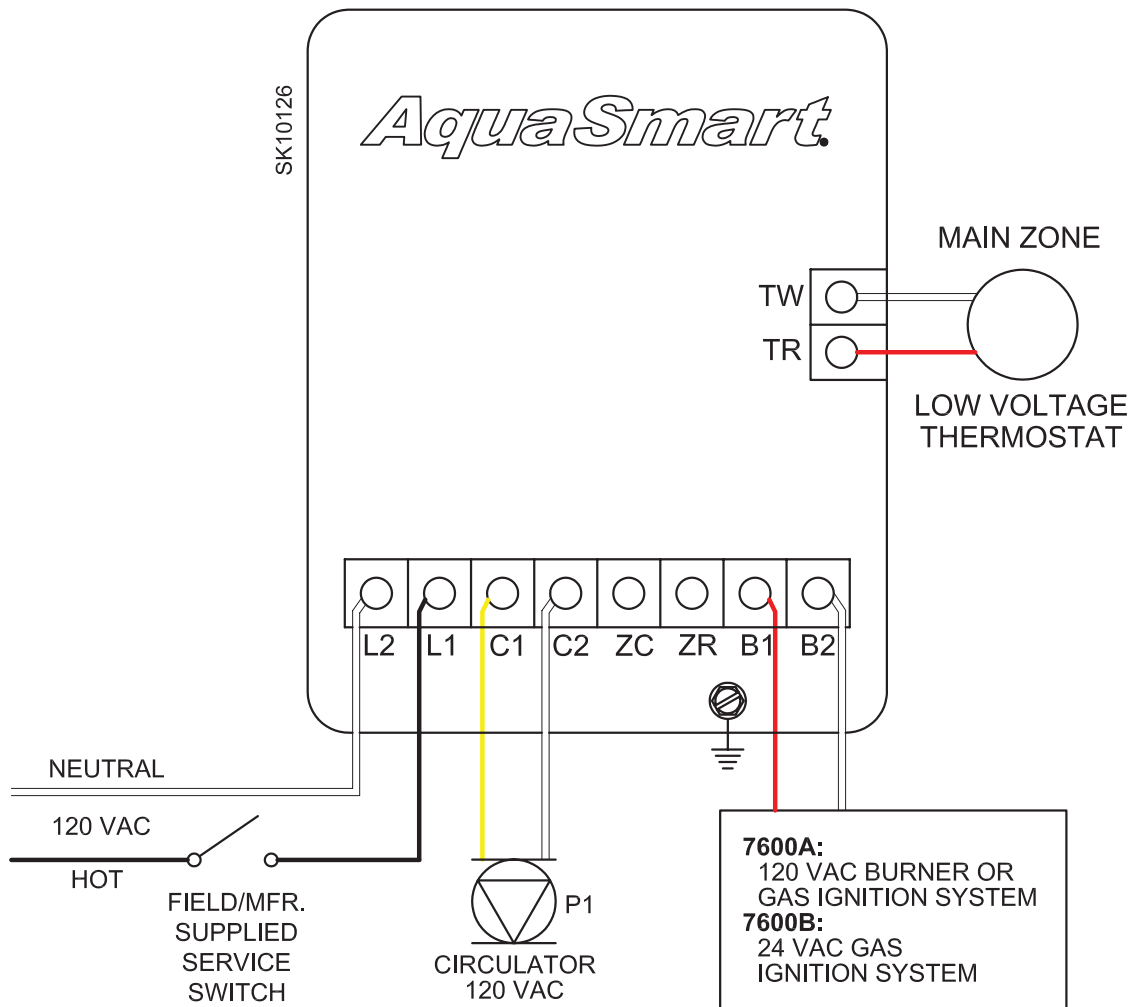 SK10126
AquaSmart.
MAIN ZONE
TW
TR
LOW VOLTAGE
THERMOSTAT
L2 L1 C1 C2 ZC ZR B1 B2
NEUTRAL
120 VAC
HOT
FIELD/MFR.
SUPPLIED
SERVICE
SWITCH
P1
CIRCULATOR
120 VAC
7600A:
120 VAC BURNER OR
GAS IGNITION SYSTEM
7600B:
24 VAC GAS
IGNITION SYSTEM